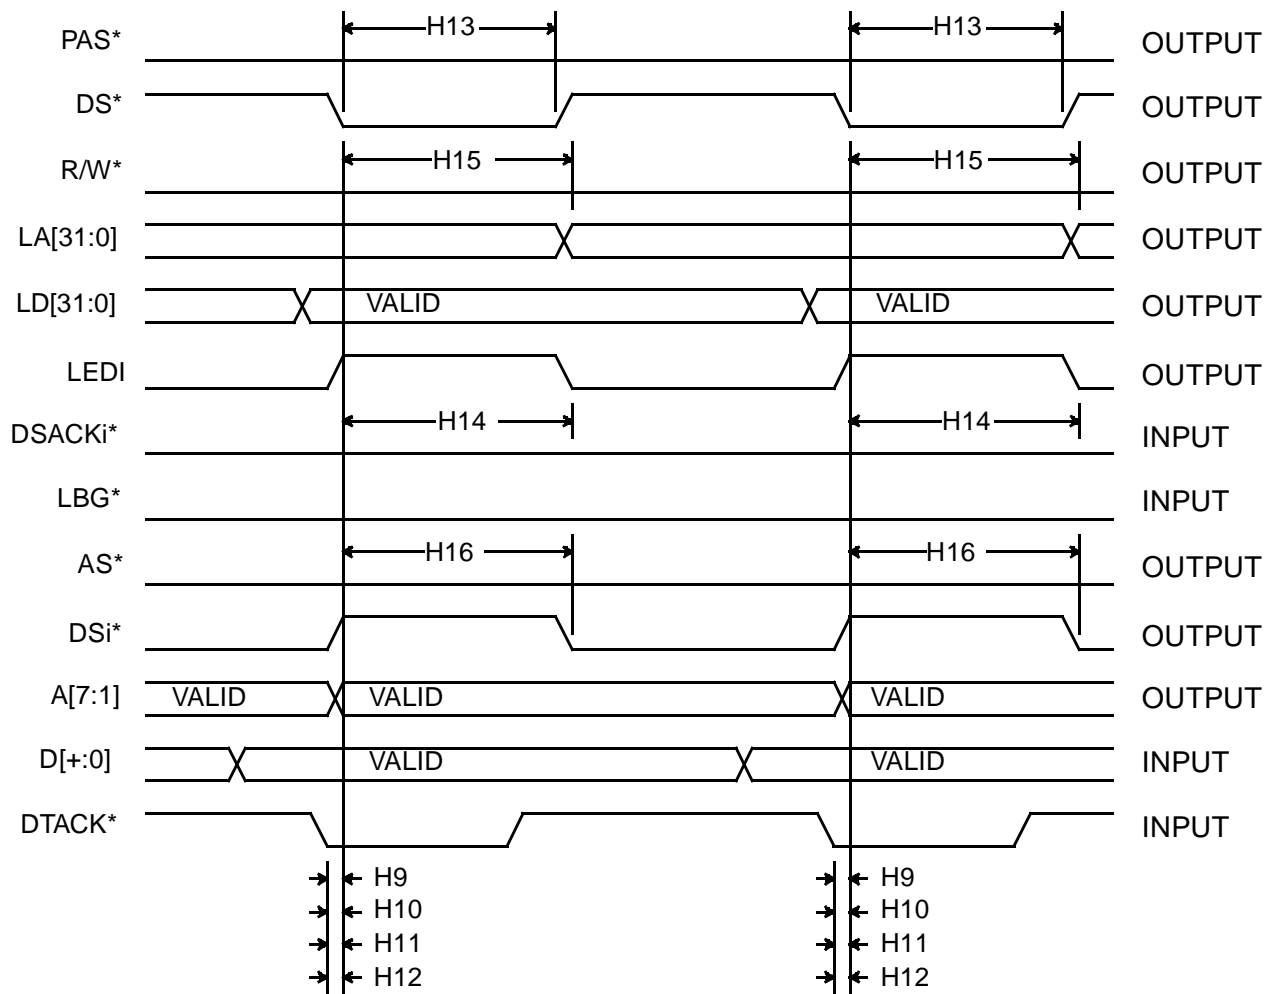 H13 H13
PAS* OUTPUT
DS* OUTPUT
H15 H15
R/W* OUTPUT
LA[31:0] OUTPUT
LD[31:0] VALID VALID OUTPUT
LEDI OUTPUT
H14 H14
DSACKi* INPUT
LBG* INPUT
H16 H16
AS* OUTPUT
DSi* OUTPUT
A[7:1] VALID VALID VALID OUTPUT
D[+:0] VALID VALID INPUT
DTACK* INPUT
H9 H9
H10 H10
H11 H11
H12 H12